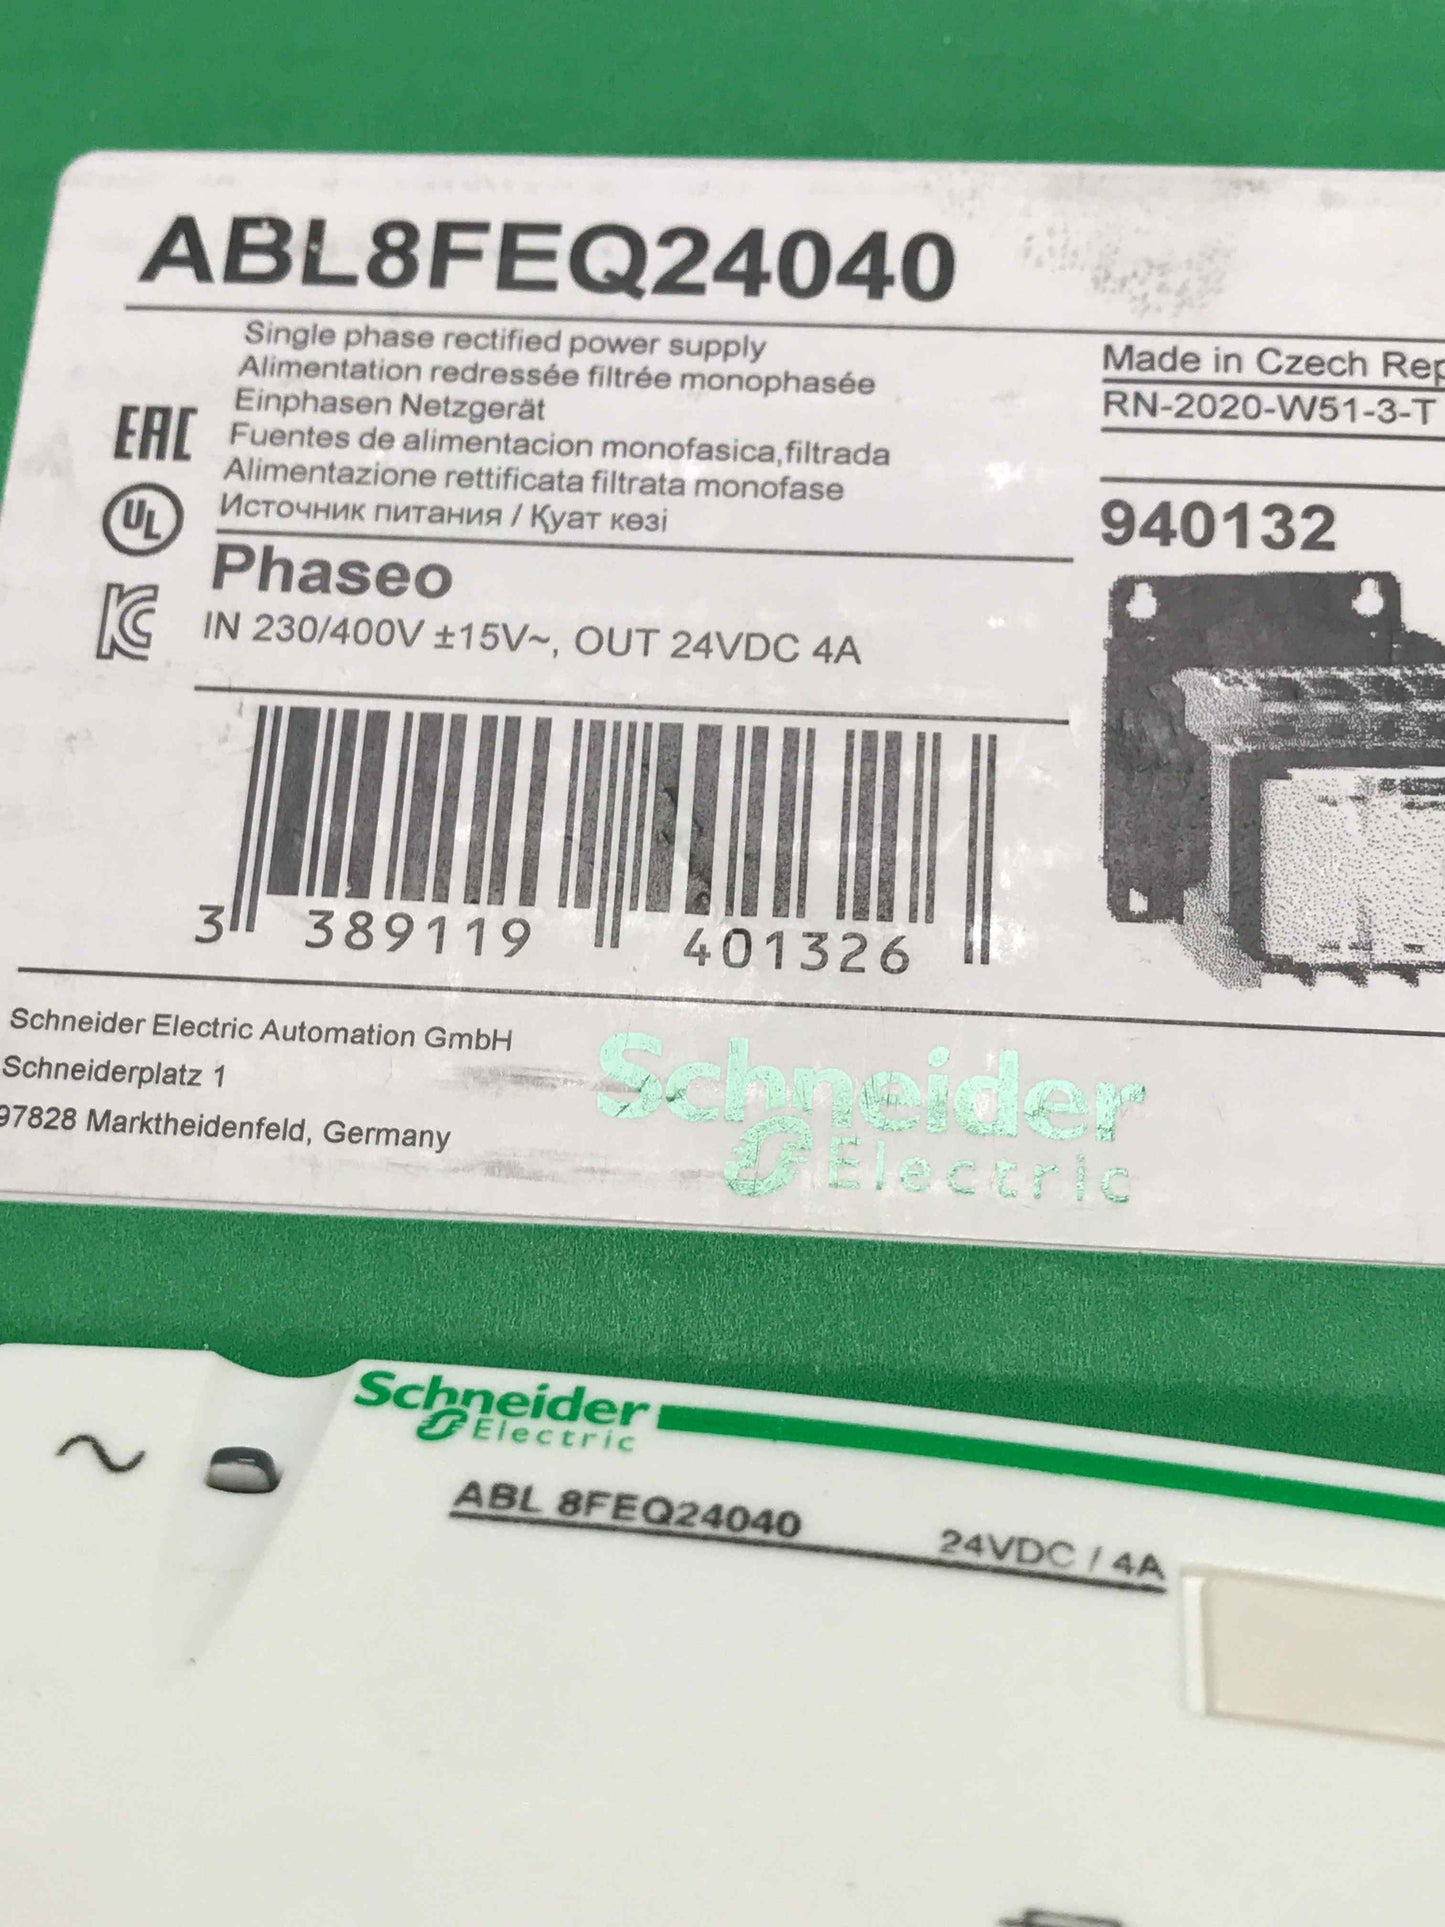 ABL8FEQ24040
Single phase rectified power supply
Alimentation redressée filtrée monophasée
Einphasen Netzgerät
Fuentes de alimentacion monofasica,filtrada
Alimentazione rettificata filtrata monofase
Источник питания / Қуат көзі
EAC
UL
Phaseo
IN 230/400V ±15V~, OUT 24VDC 4A
3 389119 401326
Made in Czech Rep
RN-2020-W51-3-T
940132
Schneider Electric Automation GmbH
Schneiderplatz 1
97828 Marktheidenfeld, Germany
Schneider
Electric
Schneider
Electric
ABL 8FEQ24040 24VDC / 4A